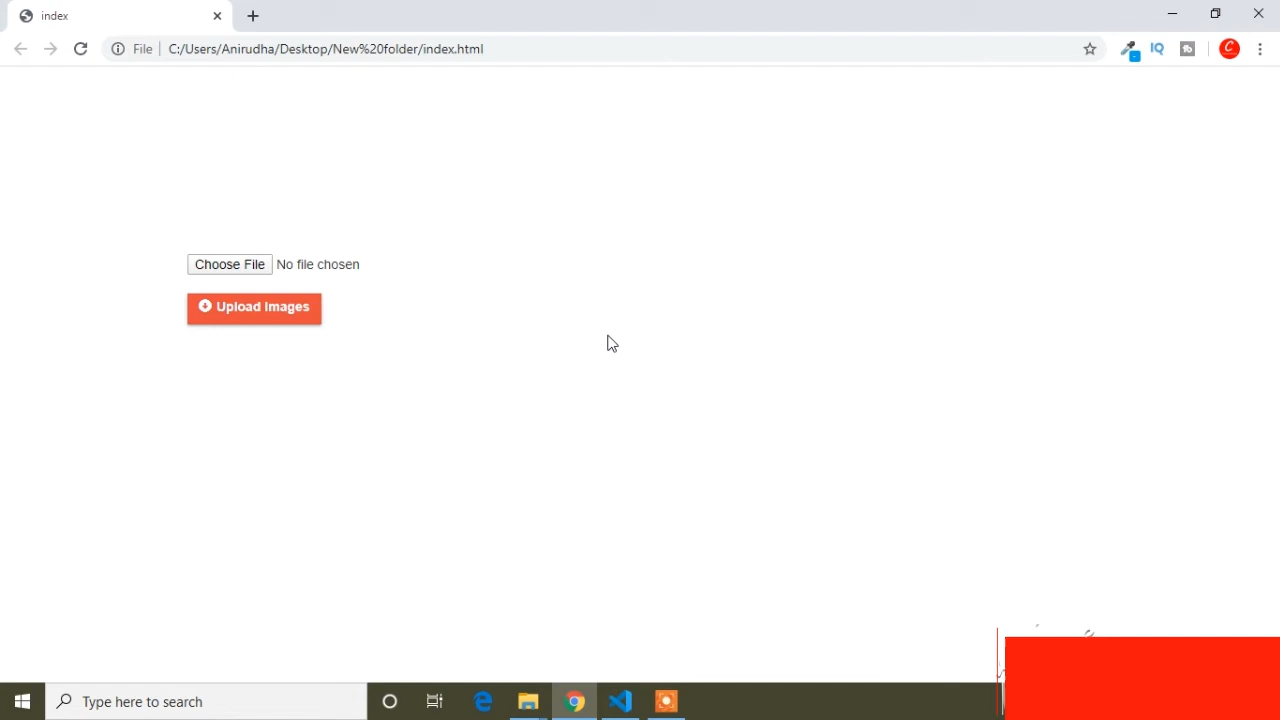 index
File
C:/Users/Anirudha/Desktop/New%20folder/index.html
IQ
Choose File No file chosen
Upload Images
Type here to search